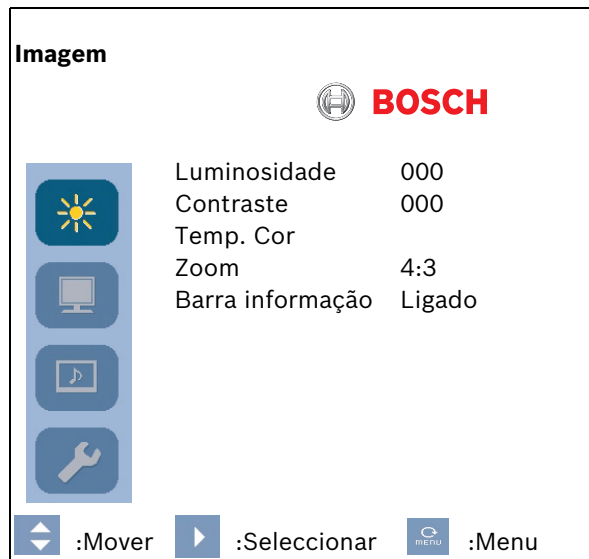 Imagem
BOSCH
Luminosidade 000
Contraste 000
Temp. Cor
Zoom 4:3
Barra informação Ligado
:Mover :Seleccionar MENU :Menu